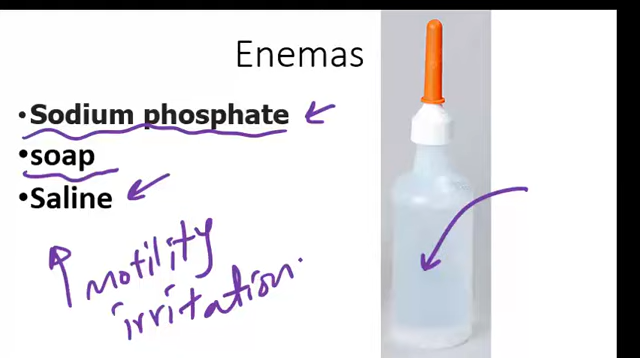 Enemas
•Sodium phosphate
•soap
•Saline
↑ motility
irritation.